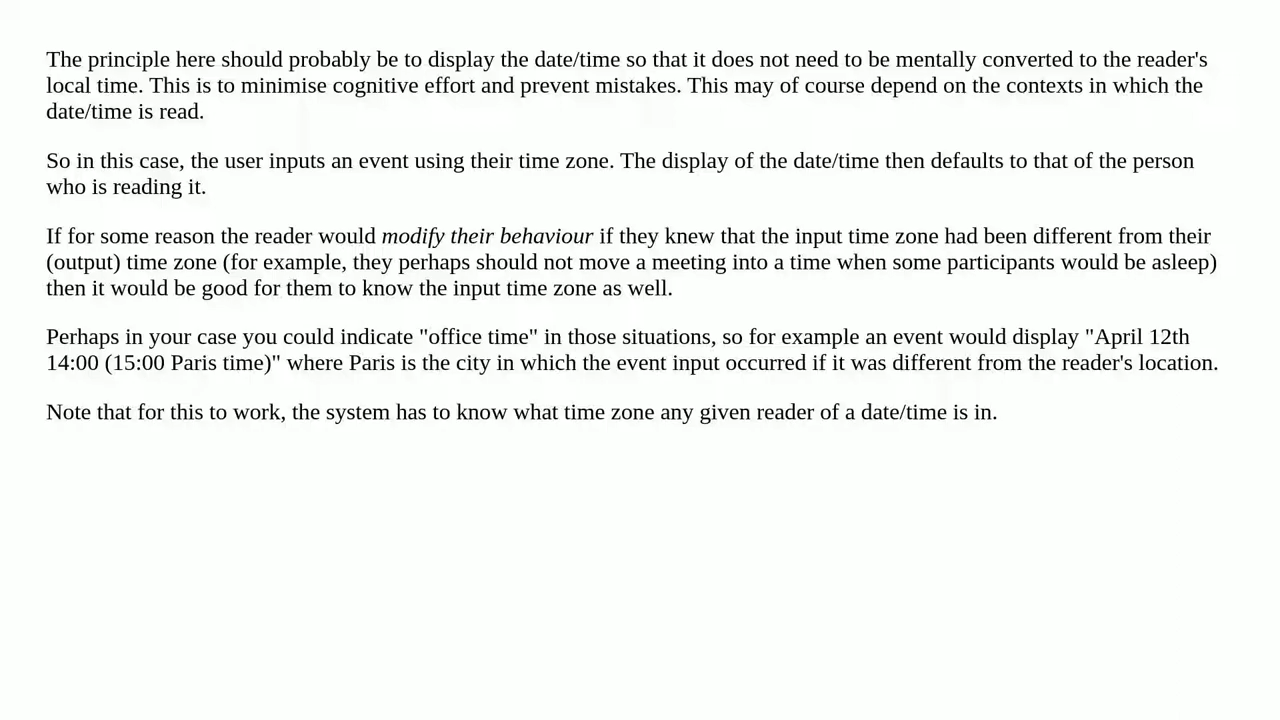 The principle here should probably be to display the date/time so that it does not need to be mentally converted to the reader's
local time. This is to minimise cognitive effort and prevent mistakes. This may of course depend on the contexts in which the
date/time is read.
So in this case, the user inputs an event using their time zone. The display of the date/time then defaults to that of the person
who is reading it.
If for some reason the reader would modify their behaviour if they knew that the input time zone had been different from their
(output) time zone (for example, they perhaps should not move a meeting into a time when some participants would be asleep)
then it would be good for them to know the input time zone as well.
Perhaps in your case you could indicate "office time" in those situations, so for example an event would display "April 12th
14:00 (15:00 Paris time)" where Paris is the city in which the event input occurred if it was different from the reader's location.
Note that for this to work, the system has to know what time zone any given reader of a date/time is in.